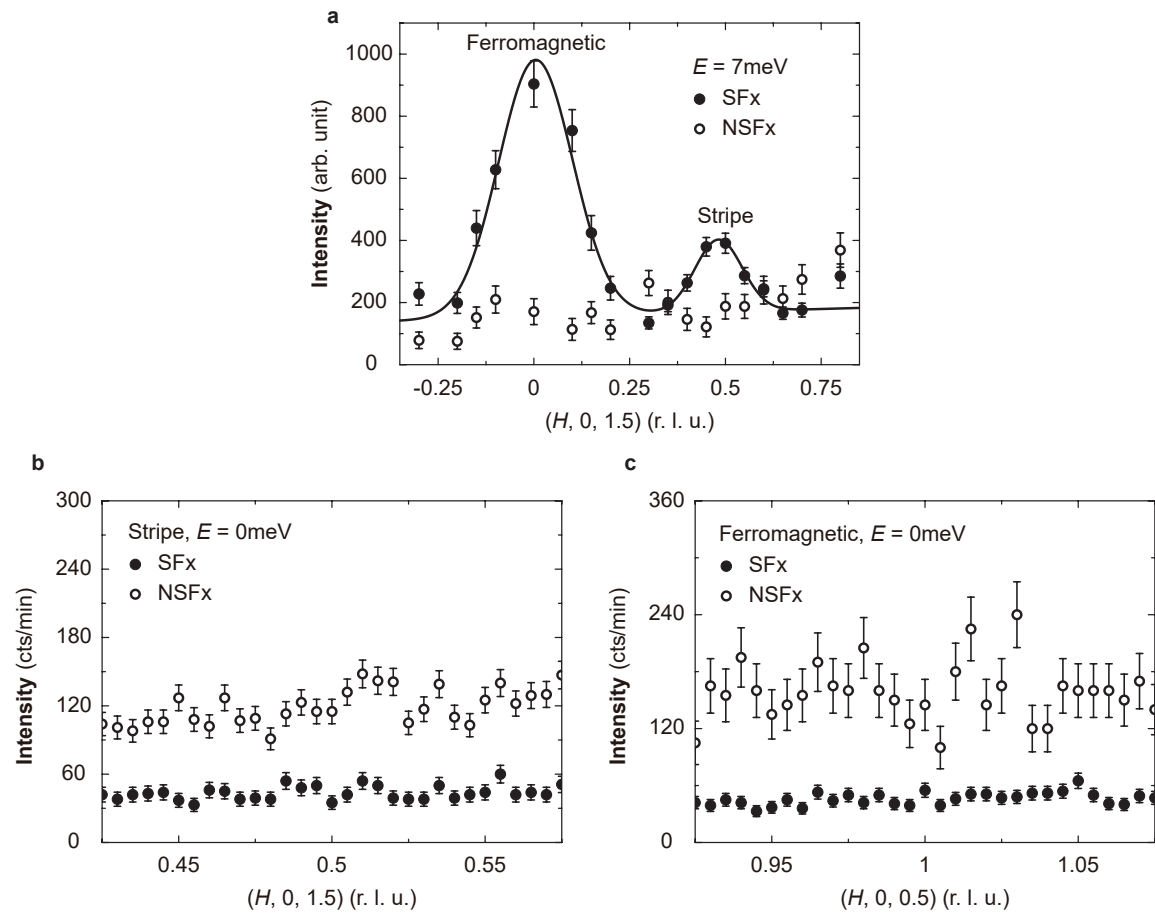 a
Ferromagnetic
E = 7meV
SFx
NSFx
Stripe
Intensity (arb. unit)
1000
800
600
400
200
0
-0.25 0 0.25 0.5 0.75
(H, 0, 1.5) (r. l. u.)
b
Stripe, E = 0meV
SFx
NSFx
Intensity (cts/min)
300
240
180
120
60
0
0.45 0.5 0.55
(H, 0, 1.5) (r. l. u.)
c
Ferromagnetic, E = 0meV
SFx
NSFx
Intensity (cts/min)
360
240
120
0
0.95 1 1.05
(H, 0, 0.5) (r. l. u.)